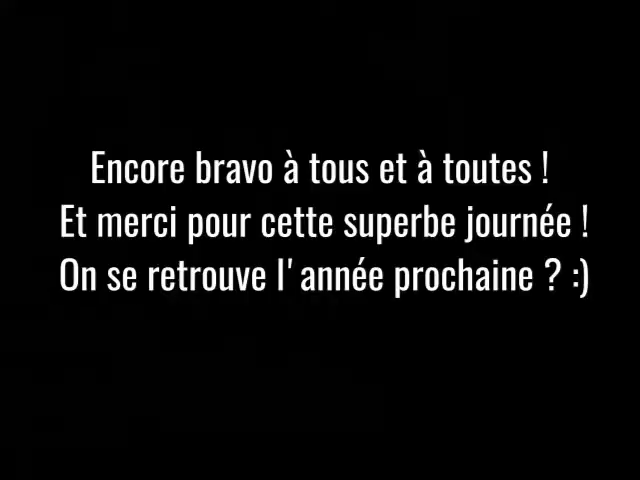 Encore bravo à tous et à toutes !
Et merci pour cette superbe journée !
On se retrouve l'année prochaine ? :)